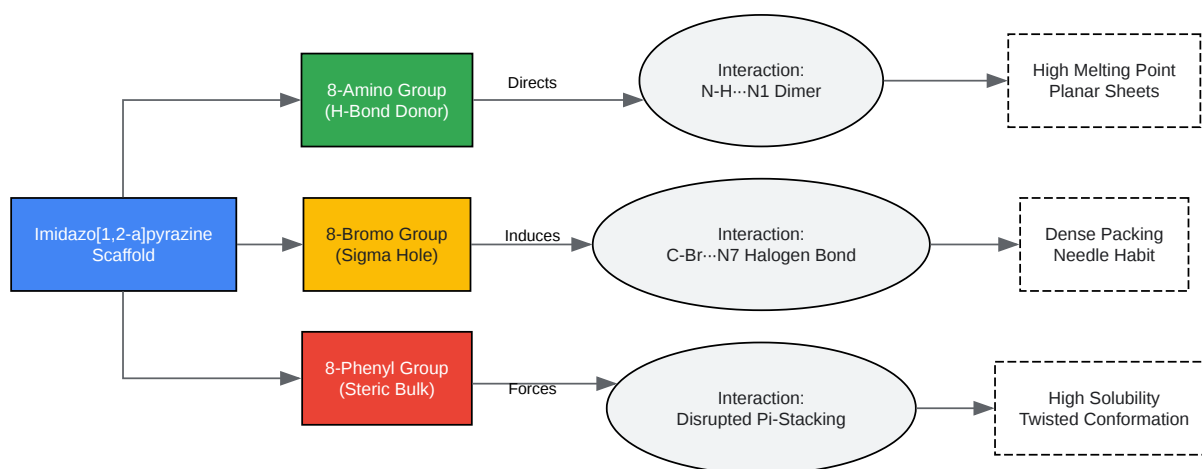 8-Amino Group
(H-Bond Donor)
Directs
Interaction:
N-H···N1 Dimer
High Melting Point
Planar Sheets
Imidazo[1,2-a]pyrazine
Scaffold
8-Bromo Group
(Sigma Hole)
Induces
Interaction:
C-Br···N7 Halogen Bond
Dense Packing
Needle Habit
8-Phenyl Group
(Steric Bulk)
Forces
Interaction:
Disrupted Pi-Stacking
High Solubility
Twisted Conformation